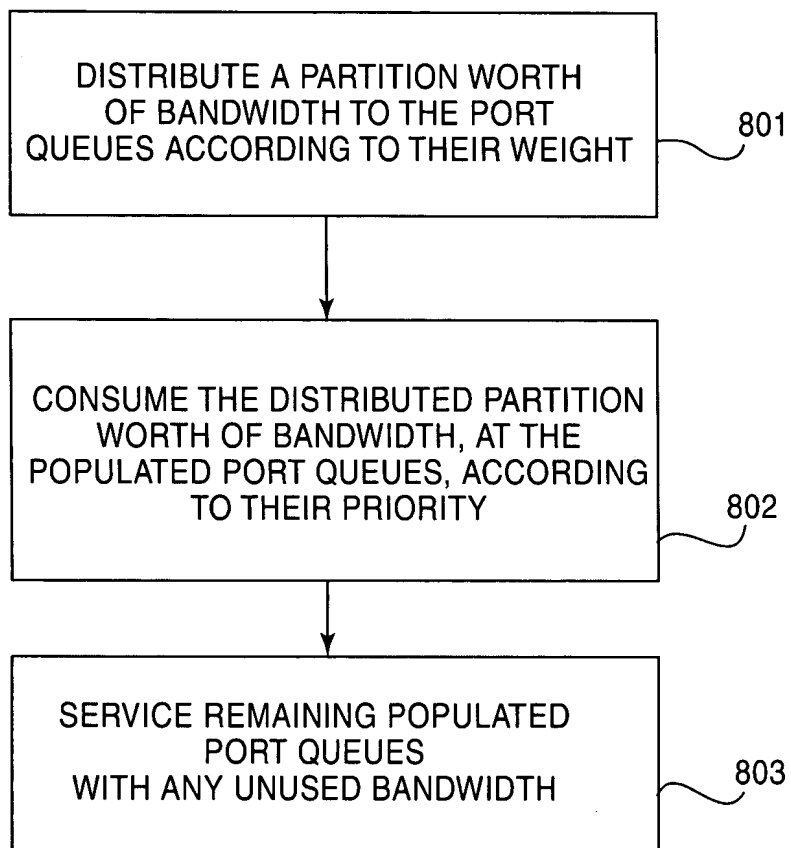 DISTRIBUTE A PARTITION WORTH
OF BANDWIDTH TO THE PORT
QUEUES ACCORDING TO THEIR WEIGHT
801
CONSUME THE DISTRIBUTED PARTITION
WORTH OF BANDWIDTH, AT THE
POPULATED PORT QUEUES, ACCORDING
TO THEIR PRIORITY
802
SERVICE REMAINING POPULATED
PORT QUEUES
WITH ANY UNUSED BANDWIDTH
803